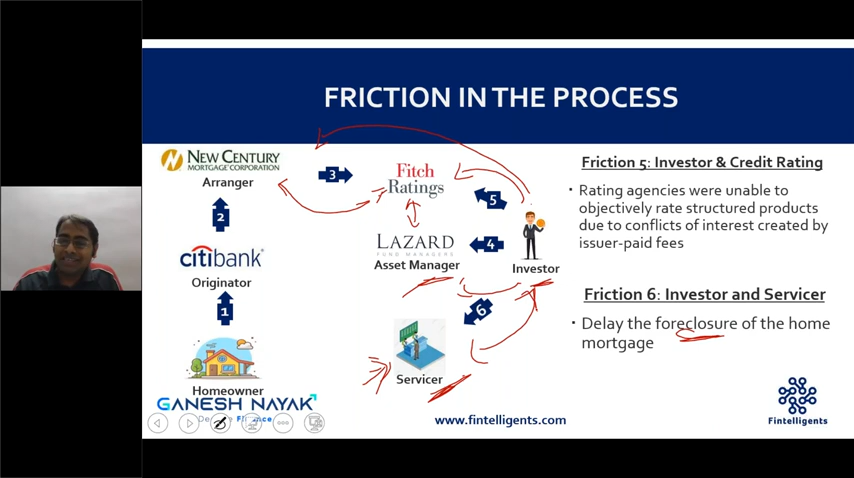 FRICTION IN THE PROCESS
NEW CENTURY
MORTGAGE CORPORATION
Arranger
3
Fitch
Ratings
5
2
citibank
Originator
LAZARD
FUND MANAGERS
Asset Manager
4
Investor
1
6
Homeowner
Servicer
Friction 5: Investor & Credit Rating
• Rating agencies were unable to
objectively rate structured products
due to conflicts of interest created by
issuer-paid fees
Friction 6: Investor and Servicer
• Delay the foreclosure of the home
mortgage
GANESH NAYAK
www.fintelligents.com
Fintelligents